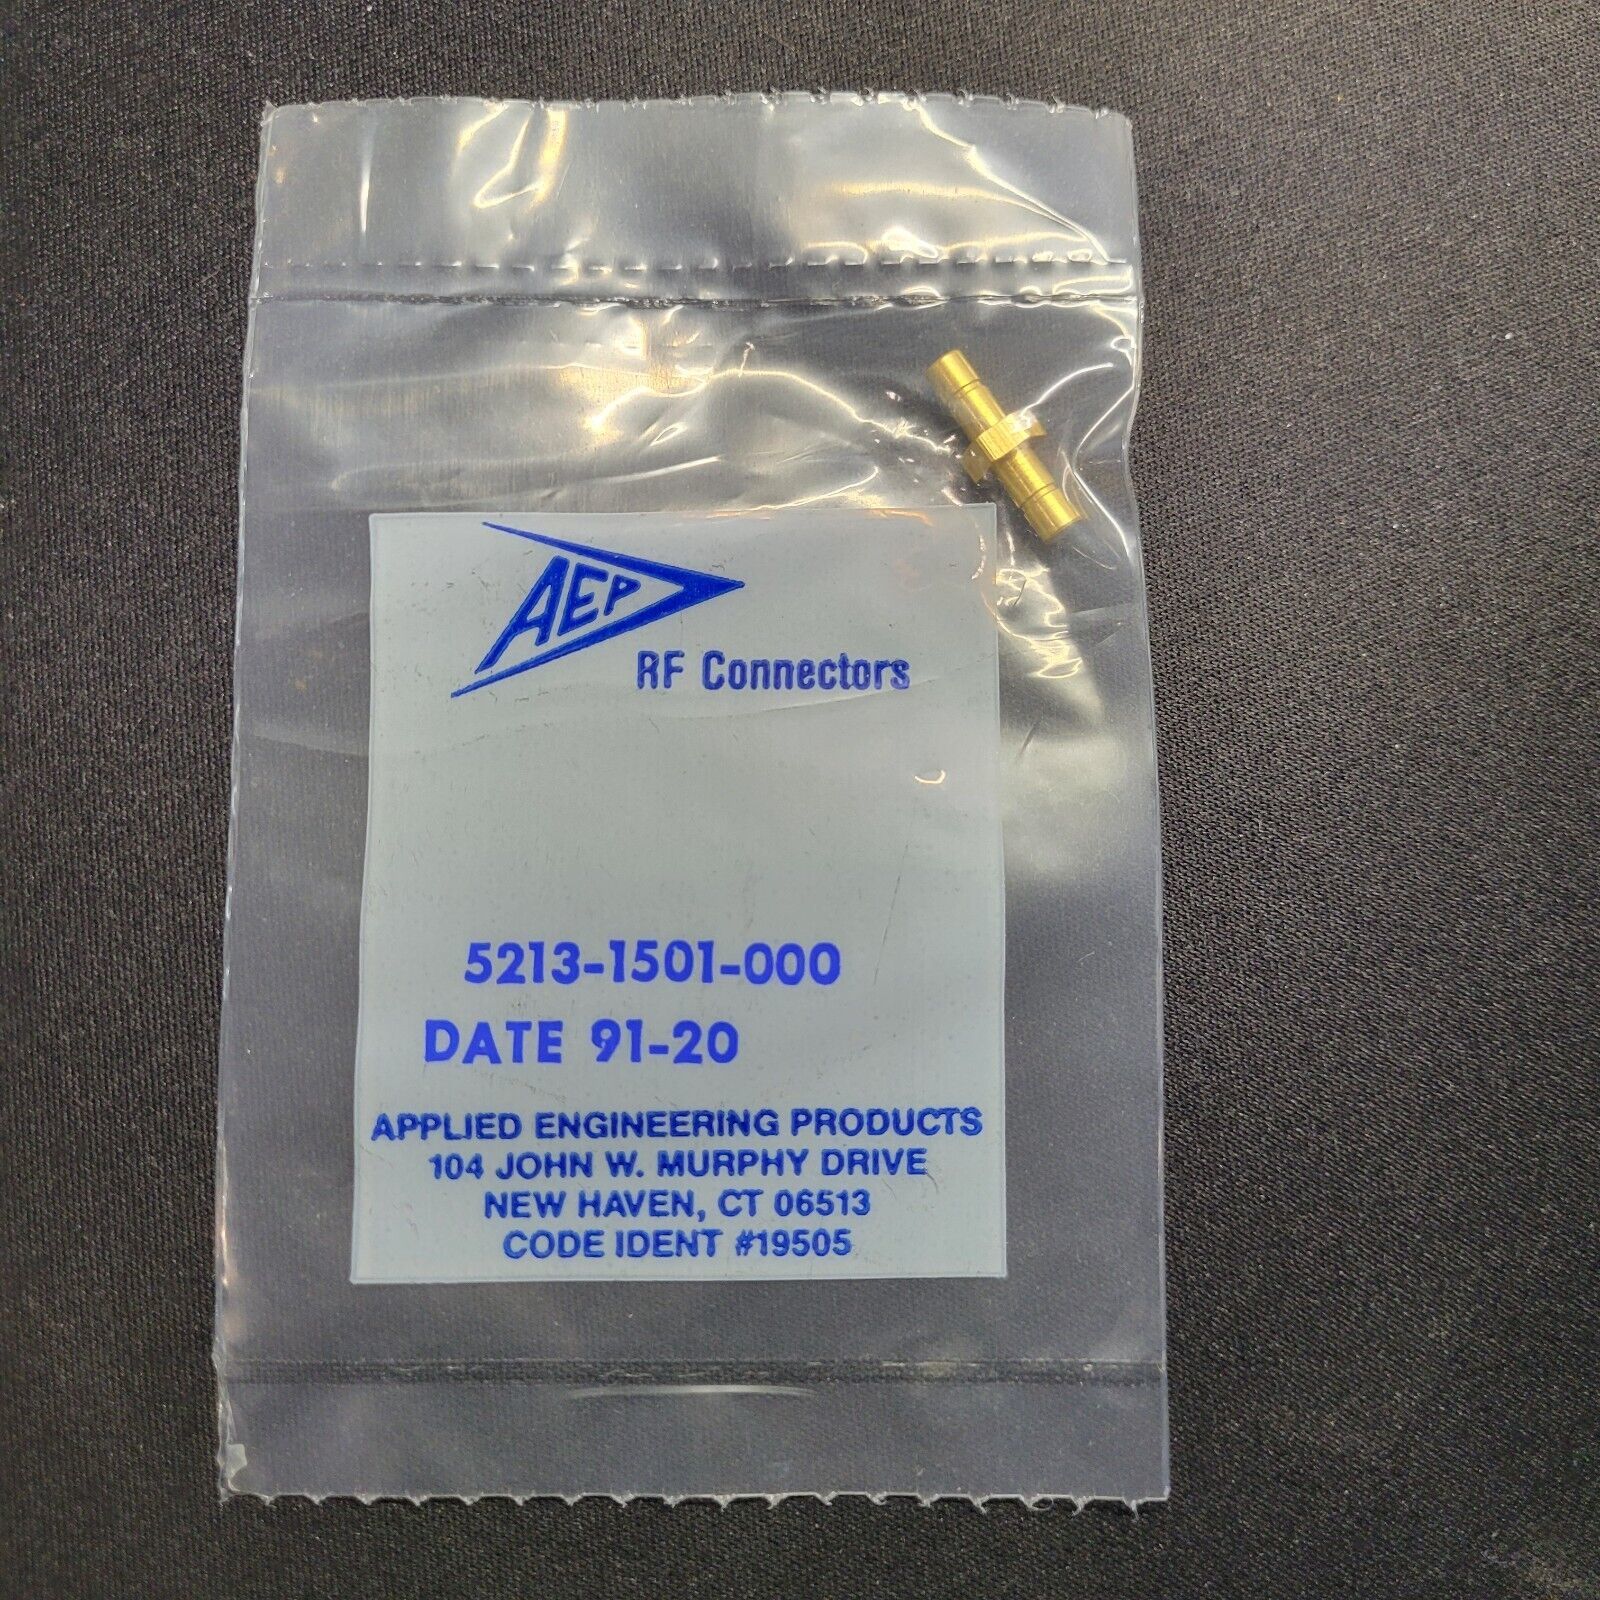 AEP
RF Connectors
5213-1501-000
DATE 91-20
APPLIED ENGINEERING PRODUCTS
104 JOHN W. MURPHY DRIVE
NEW HAVEN, CT 06513
CODE IDENT #19505